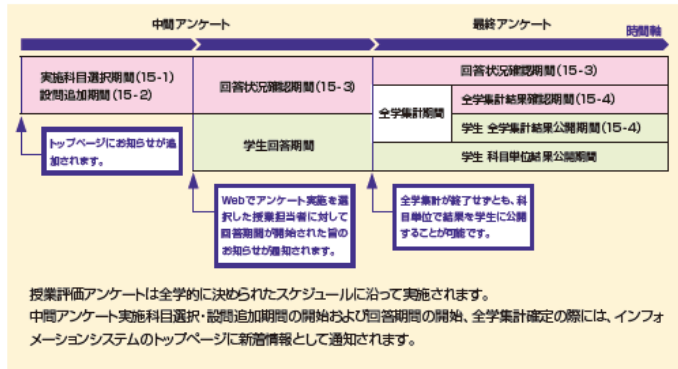 中間アンケート
最終アンケート
時間軸
実施科目選択期間(15-1)
設問追加期間(15-2)
回答状況確認期間(15-3)
回答状況確認期間(15-3)
全学集計期間
全学集計結果確認期間(15-4)
学生回答期間
学生 全学集計結果公開期間(15-4)
学生 科目単位結果公開期間
トップページにお知らせが追
加されます。
Webでアンケート実施を選
択した授業担当者に対して
回答期間が開始された旨の
お知らせが通知されます。
全学集計が終了せずとも、科
目単位で結果を学生に公開
することが可能です。
授業評価アンケートは全学的に決められたスケジュールに沿って実施されます。
中間アンケート実施科目選択・設問追加期間の開始および回答期間の開始、全学集計確定の際には、インフォ
メーションシステムのトップページに新着情報として通知されます。